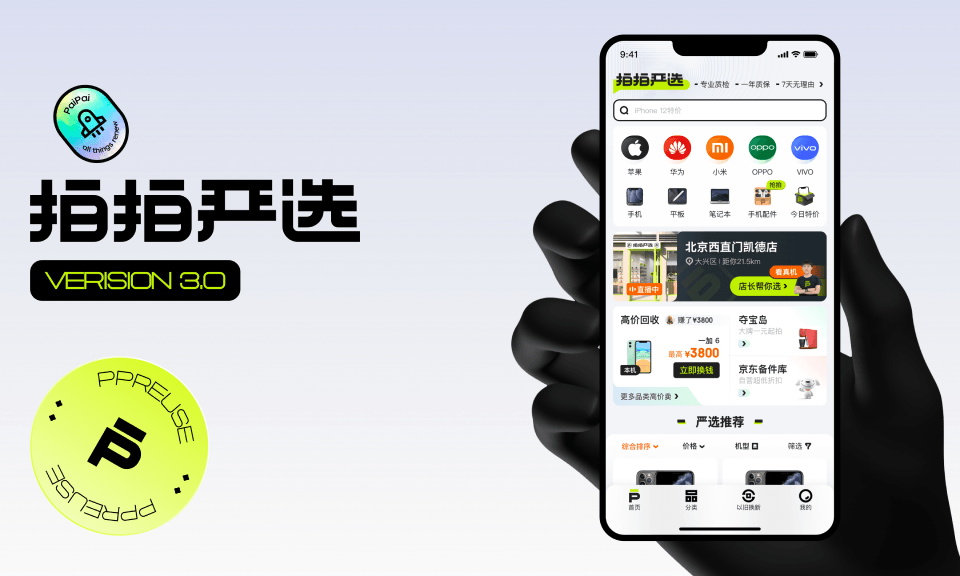 PaiPai
all things renew
拍拍严选
VERISION 3.0
PPREUSE
PPREUSE
9:41
拍拍严选
专业质检 一年质保 7天无理由
iPhone 12特价
苹果 华为 小米 OPPO VIVO
抢拍
手机 平板 笔记本 手机配件 今日特价
拍拍严选
直播中
北京西直门凯德店
大兴区 | 距你21.5km
看真机
店长帮你选
高价回收 赚了¥3800
一加 6
最高 ¥3800
本机
立即换钱
更多品类高价卖
夺宝岛
大牌一元起拍
京东备件库
自营超低折扣
严选推荐
综合排序 价格 机型 筛选
首页 分类 以旧换新 我的